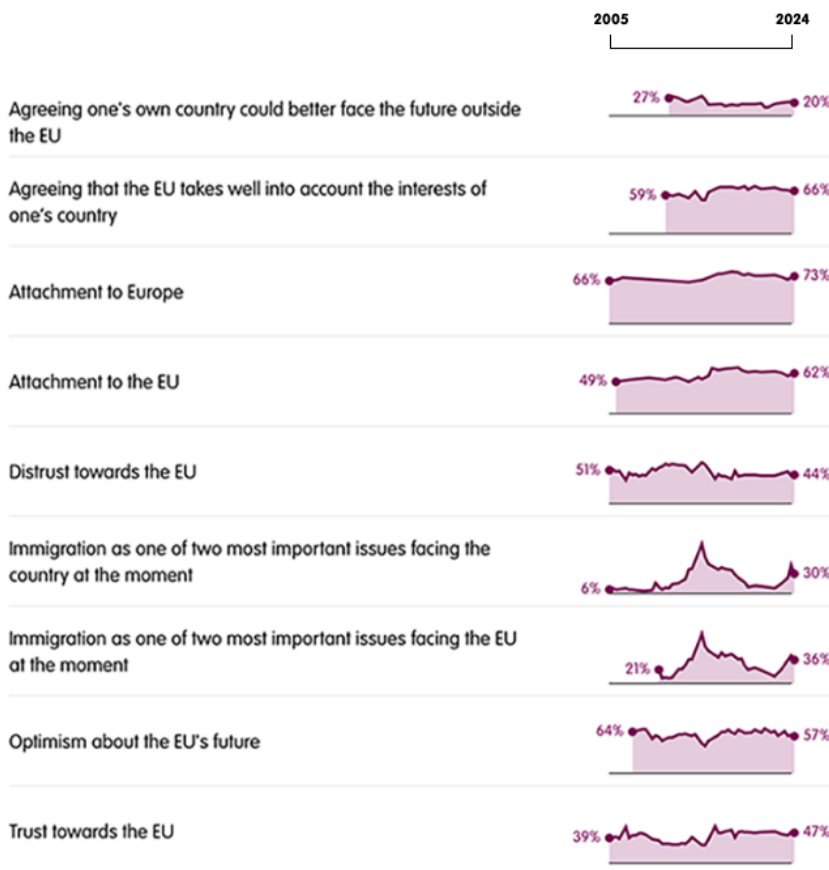 2005 2024
27% 20%
Agreeing one's own country could better face the future outside
the EU
Agreeing that the EU takes well into account the interests of
59% 66%
one's country
66% 73%
Attachment to Europe
49% 62%
Attachment to the EU
Distrust towards the EU 51% 44%
Immigration as one of two most important issues facing the
country at the moment 30%
6%
Immigration as one of two most important issues facing the EU
at the moment 21% 36%
64% 57%
Optimism about the EU's future
Trust towards the EU 39% 47%